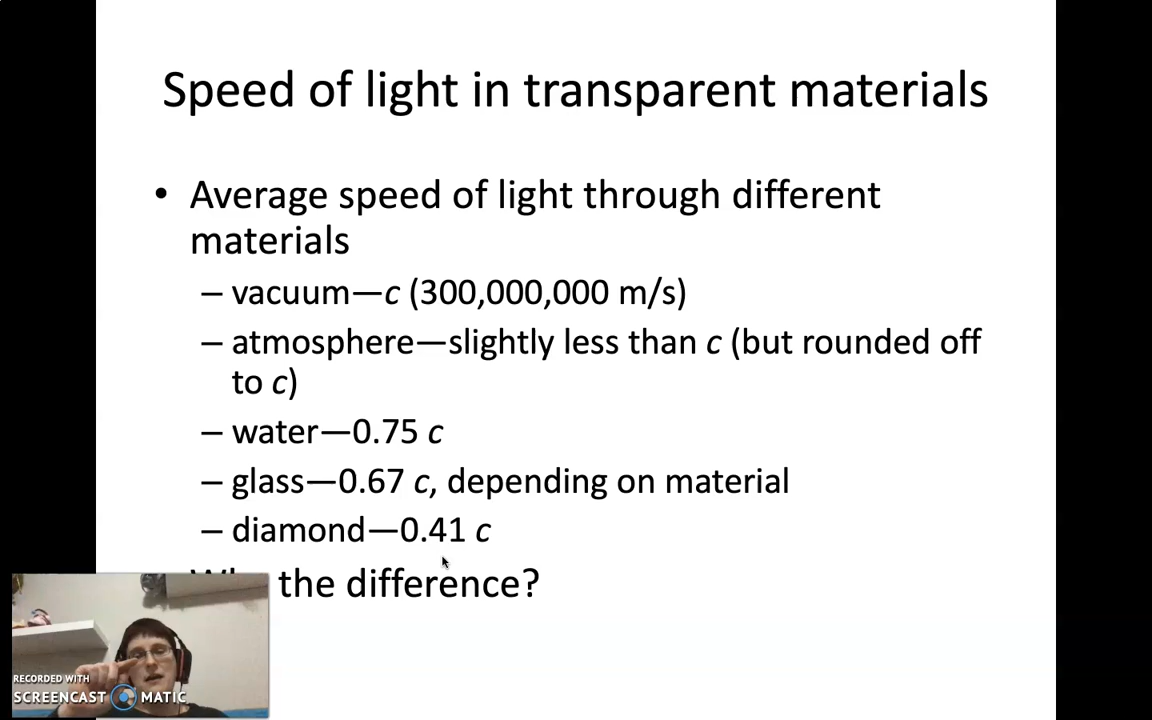 Speed of light in transparent materials
• Average speed of light through different
materials
– vacuum—c (300,000,000 m/s)
– atmosphere—slightly less than c (but rounded off
to c)
– water—0.75 c
– glass—0.67 c, depending on material
– diamond—0.41 c
the difference?
RECORDED WITH
SCREENCAST MATIC